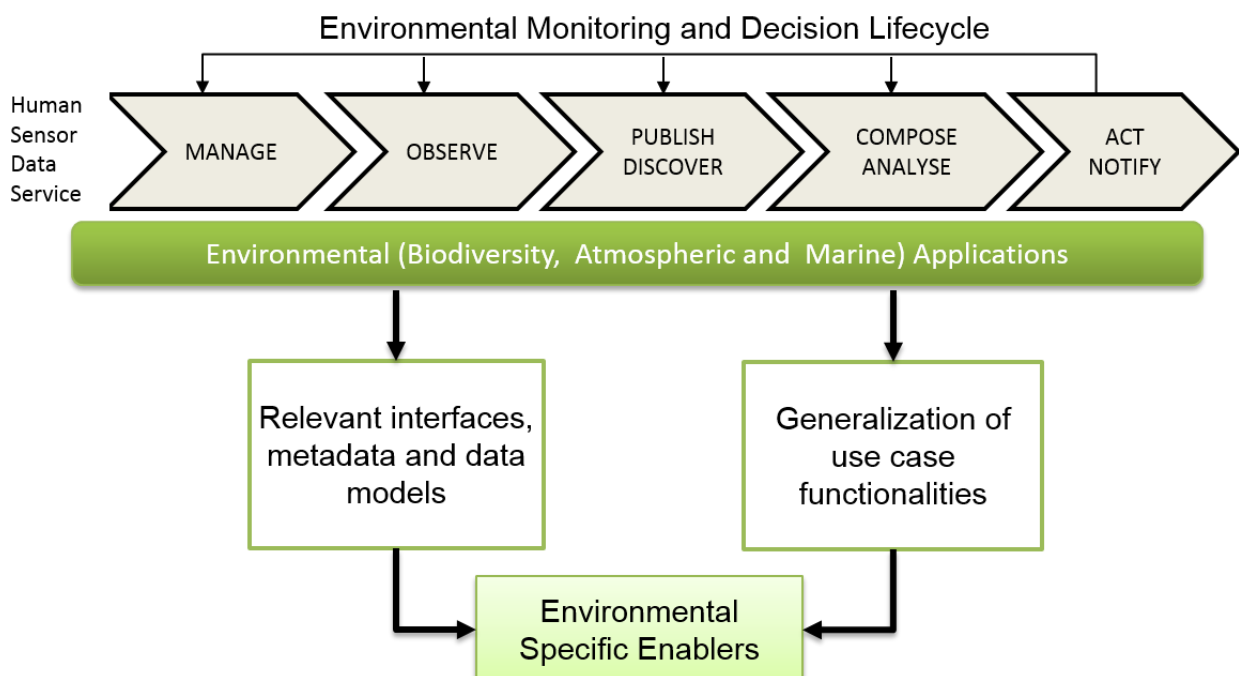 Environmental Monitoring and Decision Lifecycle
Human
Sensor
Data
Service
MANAGE
OBSERVE
PUBLISH
DISCOVER
COMPOSE
ANALYSE
ACT
NOTIFY
Environmental (Biodiversity, Atmospheric and Marine) Applications
Relevant interfaces,
metadata and data
models
Generalization of
use case
functionalities
Environmental
Specific Enablers